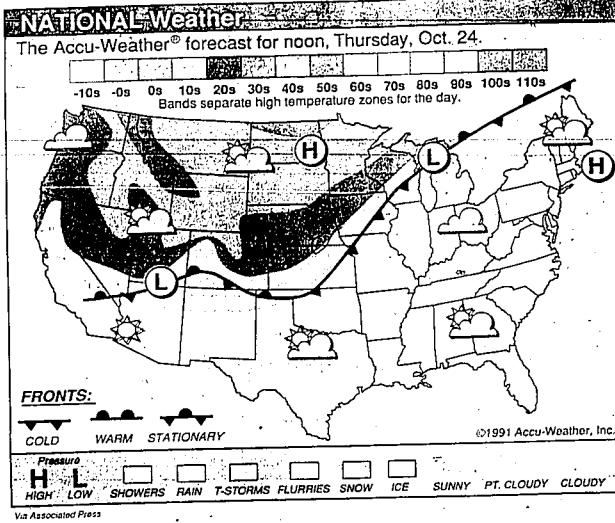 NATIONAL Weather
The Accu-Weather® forecast for noon, Thursday, Oct. 24.
-10s -0s 0s 10s 20s 30s 40s 50s 60s 70s 80s 90s 100s 110s
Bands separate high temperature zones for the day.
H
L
H
L
FRONTS:
COLD WARM STATIONARY
©1991 Accu-Weather, Inc.
Pressure
H L
HIGH LOW SHOWERS RAIN T-STORMS FLURRIES SNOW ICE SUNNY PT. CLOUDY CLOUDY
Via Associated Press